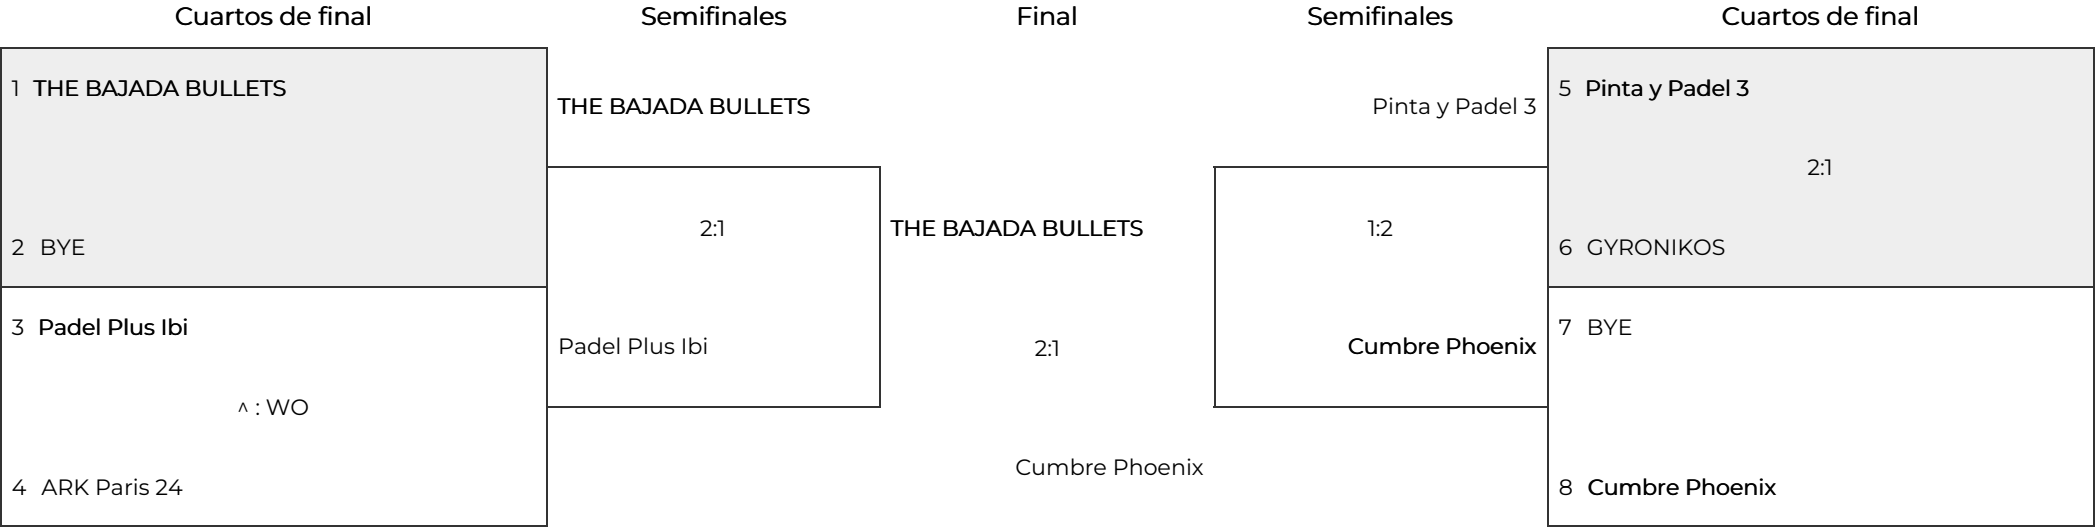 Cuartos de final
Semifinales
Final
Semifinales
Cuartos de final
1 THE BAJADA BULLETS
2 BYE
3 Padel Plus Ibi
^ : WO
4 ARK Paris 24
THE BAJADA BULLETS
2:1
Padel Plus Ibi
THE BAJADA BULLETS
2:1
Cumbre Phoenix
Pinta y Padel 3
1:2
Cumbre Phoenix
5 Pinta y Padel 3
2:1
6 GYRONIKOS
7 BYE
8 Cumbre Phoenix